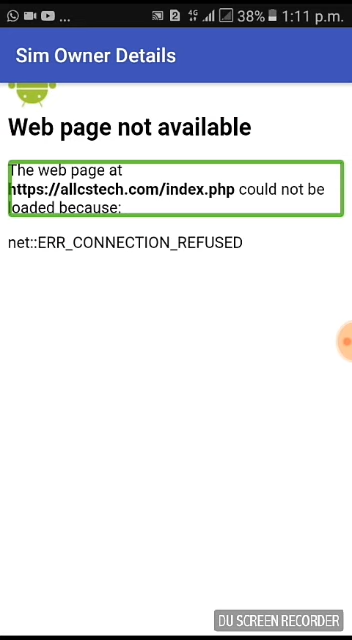 ... 4G 38% 1:11 p.m.
Sim Owner Details
Web page not available
The web page at
https://allcstech.com/index.php could not be
loaded because:
net::ERR_CONNECTION_REFUSED
DU SCREEN RECORDER